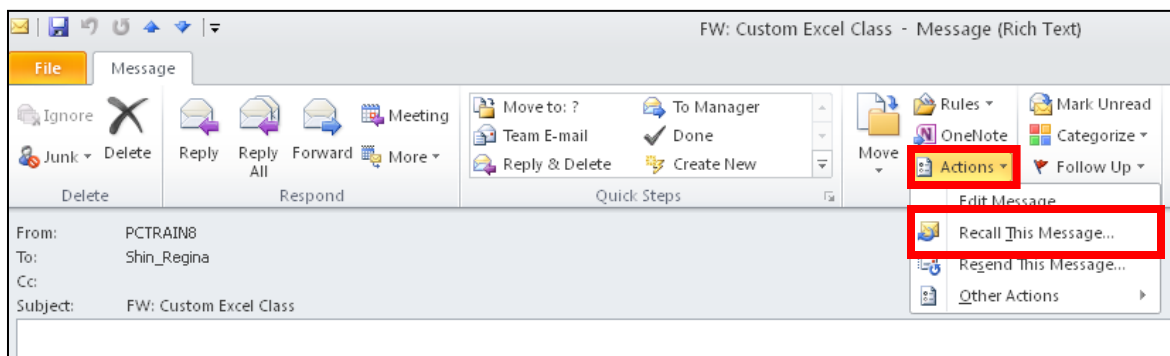 FW: Custom Excel Class - Message (Rich Text)
File Message
Ignore
Junk
Delete
Reply
Reply All
Forward
Meeting
More
Move to: ?
Team E-mail
Reply & Delete
To Manager
Done
Create New
Move
Rules
OneNote
Actions
Mark Unread
Categorize
Follow Up
Delete
Respond
Quick Steps
Edit Message
Recall This Message...
Resend This Message...
Other Actions
From: PCTRAIN8
To: Shin_Regina
Cc:
Subject: FW: Custom Excel Class